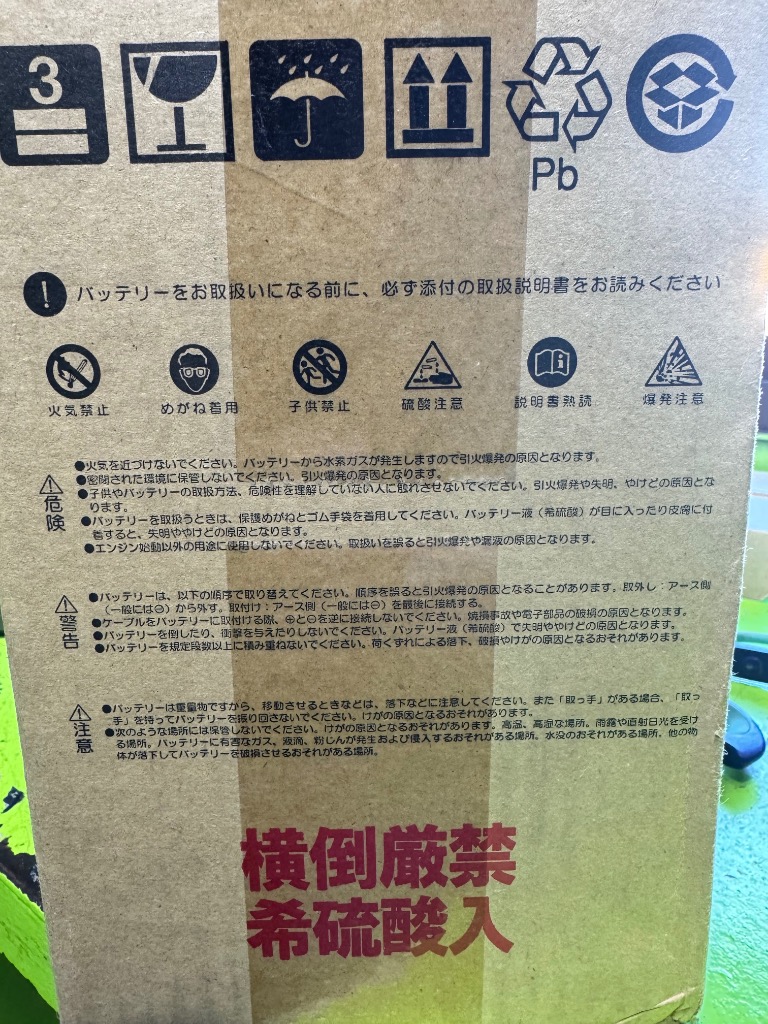 3
Pb
! バッテリーをお取扱いになる前に、必ず添付の取扱説明書をお読みください
火気禁止 めがね着用 子供禁止 硫酸注意 説明書熟読 爆発注意
危険
●火気を近づけないでください。バッテリーから水素ガスが発生しますので引火爆発の原因となります。
●密閉された環境に保管しないでください。引火爆発の原因となります。
●子供やバッテリーの取扱方法、危険性を理解していない人に触れさせないでください。引火爆発や失明、やけどの原因とな
ります。
●バッテリーを取扱うときは、保護めがねとゴム手袋を着用してください。バッテリー液（希硫酸）が目に入ったり皮膚に付
着すると、失明ややけどの原因となります。
●エンジン始動以外の用途に使用しないでください。取扱いを誤ると引火爆発や漏液の原因となります。
警告
●バッテリーは、以下の順序で取り替えてください。順序を誤ると引火爆発の原因となることがあります。取外し：アース側
（一般には⊖）から外す。取付け：アース側（一般には⊖）を最後に接続する。
●ケーブルをバッテリーに取付ける際、⊕と⊖を逆に接続しないでください。焼損事故や電子部品の破損の原因となります。
●バッテリーを倒したり、衝撃を与えたりしないでください。バッテリー液（希硫酸）で失明ややけどの原因となります。
●バッテリーを規定段数以上に積み重ねないでください。荷くずれによる落下、破損やけがの原因となるおそれがあります。
注意
●バッテリーは重量物ですから、移動させるときなどは、落下などに注意してください。また「取っ手」がある場合、「取っ
手」を持ってバッテリーを振り回さないでください。けがの原因となるおそれがあります。
●次のような場所には保管しないでください。けがの原因となるおそれがあります。高温、高湿な場所。雨露や直射日光を受け
る場所。バッテリーに有害なガス、液滴、粉じんが発生および侵入するおそれがある場所。水没のおそれがある場所。他の物
体が落下してバッテリーを破損させるおそれがある場所。
横倒厳禁
希硫酸入